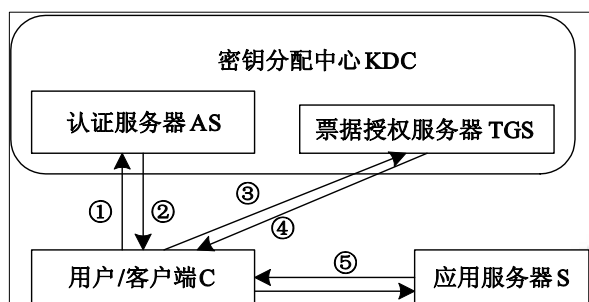 密钥分配中心KDC
认证服务器AS
票据授权服务器TGS
①
②
③
④
⑤
用户/客户端C
应用服务器S